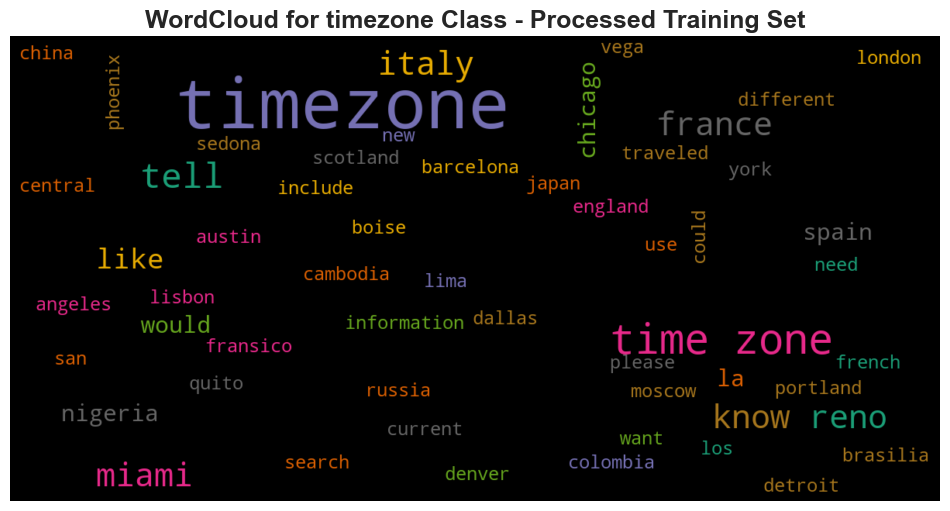 WordCloud for timezone Class - Processed Training Set
china
phoenix
italy
timezone
chicago
vega
london
different
france
new
sedona
scotland
barcelona
traveled
york
tell
central
include
japan
england
austin
boise
could
use
spain
need
like
cambodia
lima
angeles
lisbon
would
information
dallas
fransico
san
time zone
please
french
quito
russia
la
moscow
portland
nigeria
know
reno
current
want
los
miami
search
denver
colombia
brasilia
detroit